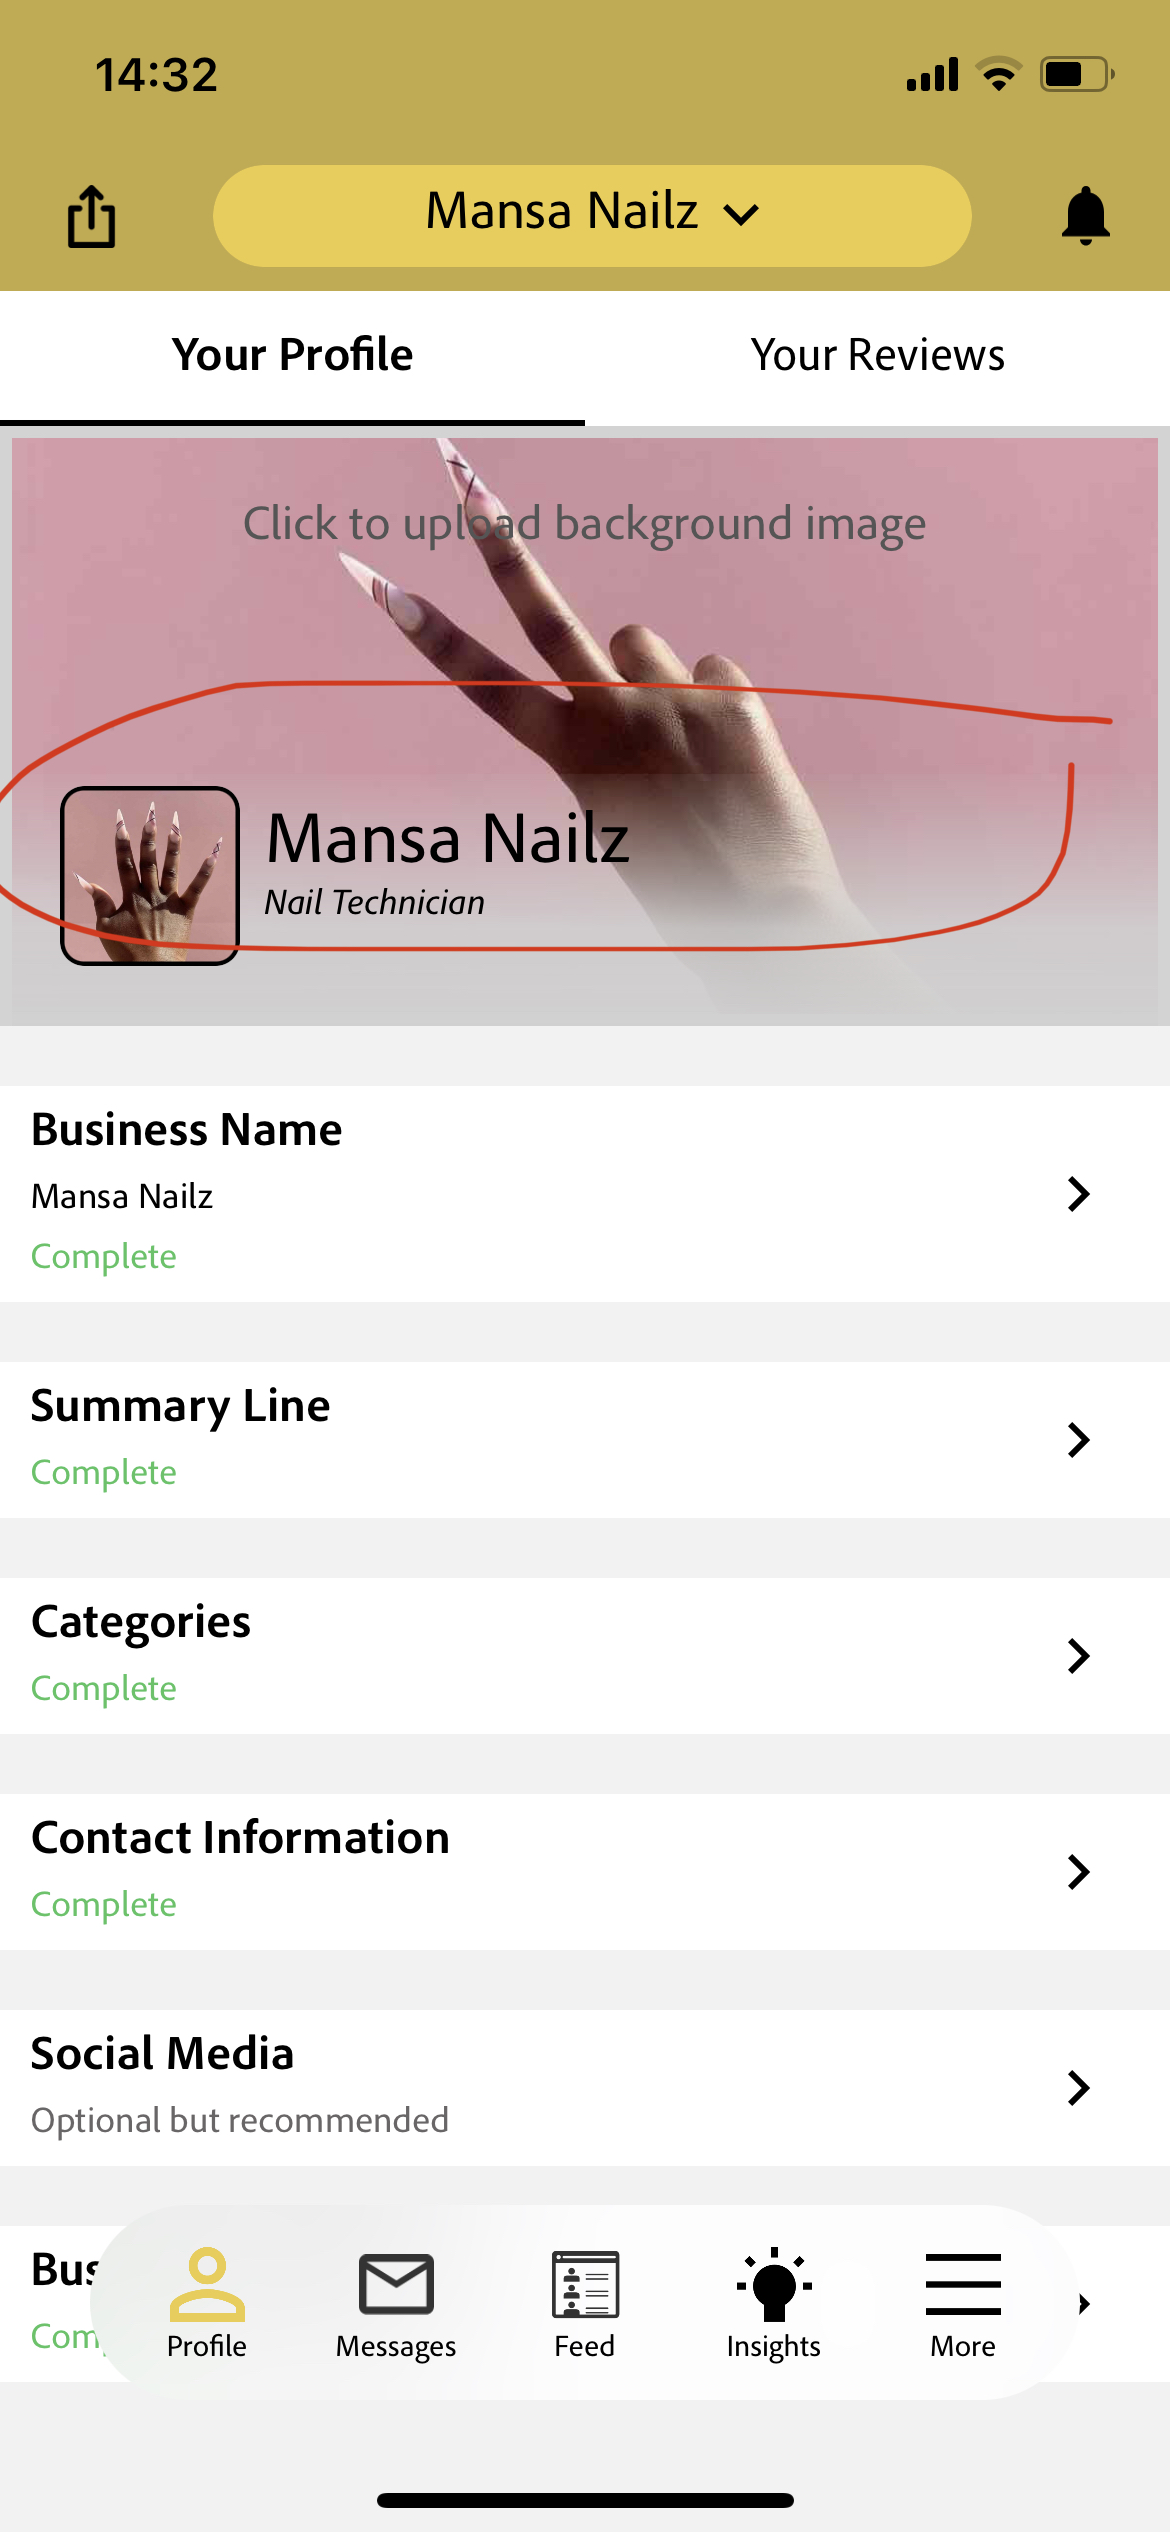 14:32
Mansa Nailz
Your Profile
Your Reviews
Click to upload background image
Mansa Nailz
Nail Technician
Business Name
Mansa Nailz
Complete
Summary Line
Complete
Categories
Complete
Contact Information
Complete
Social Media
Optional but recommended
Bus
Com
Profile
Messages
Feed
Insights
More